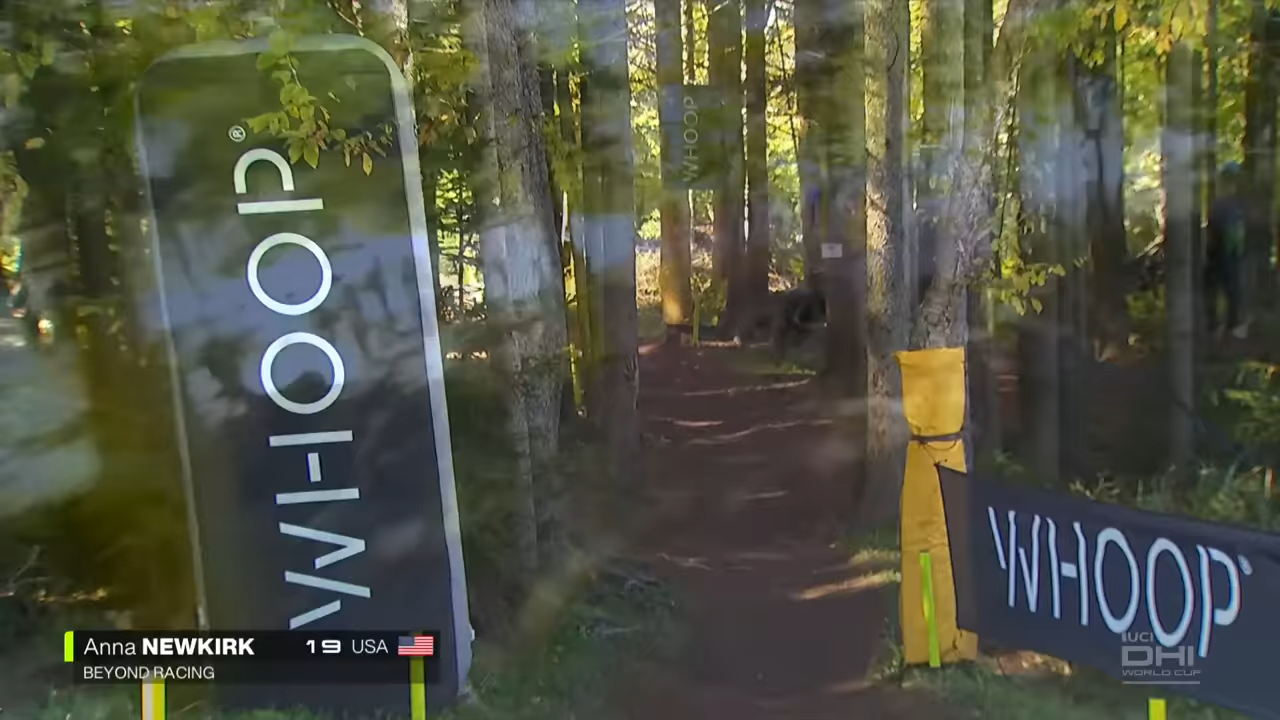 WHOOP®
WHOOP
WHOOP
Anna NEWKIRK 19 USA
BEYOND RACING
UCI
DHI
WORLD CUP